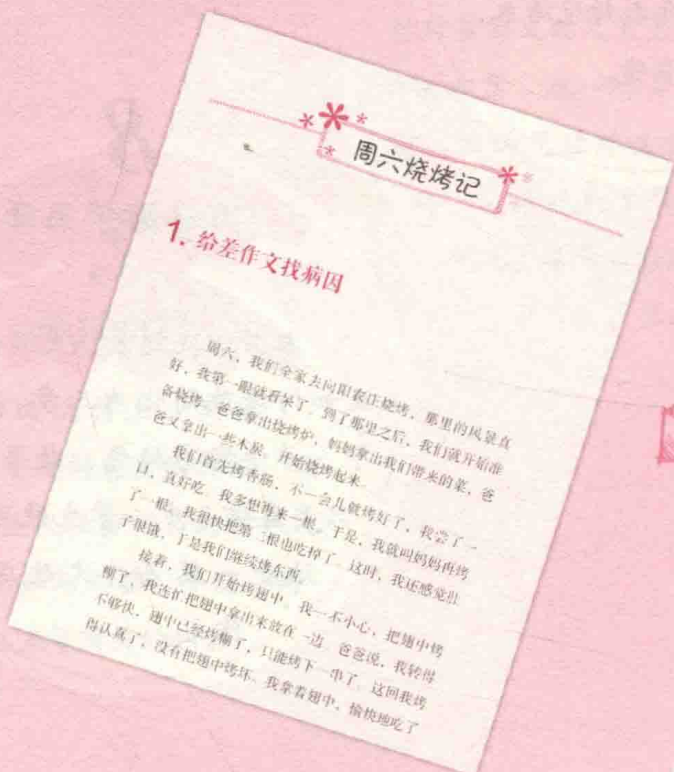 周六烧烤记
1. 给差作文找病因
周六，我们全家去向阳农庄烧烤，那里的风景真
好，我第一眼就看呆了。到了那里之后，我们就开始准
备烧烤。爸爸拿出烧烤炉，妈妈拿出我们带来的菜，爸
爸又拿出一些木炭，开始烧烤起来。
我们首先烤香肠，不一会儿就烤好了，我尝了一
口，真好吃，我多想再来一根。于是，我就叫妈妈再烤
了一根，我很快把第二根也吃掉了。这时，我还感觉肚
子很饿，于是我们继续烤东西。
接着，我们开始烤翅中，我一不小心，把翅中烤
糊了，我连忙把翅中拿出来放在一边。爸爸说，我转得
不够快，翅中已经烤糊了，只能烤下一串了。这回我烤
得认真了，没有把翅中烤坏。我拿着翅中，愉快地吃了